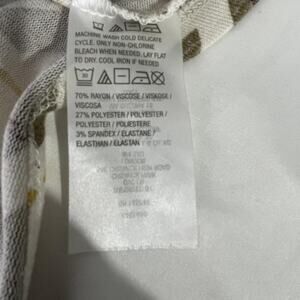 MACHINE WASH COLD DELICATE
CYCLE. ONLY NON-CHLORINE
BLEACH WHEN NEEDED. LAY FLAT
TO DRY. COOL IRON IF NEEDED
70% RAYON / VISCOSE / VISKOSE /
VISCOSA
27% POLYESTER / POLYESTER /
POLYESTER / POLIESTERE
3% SPANDEX / ELASTANE /
ELASTHAN / ELASTAN